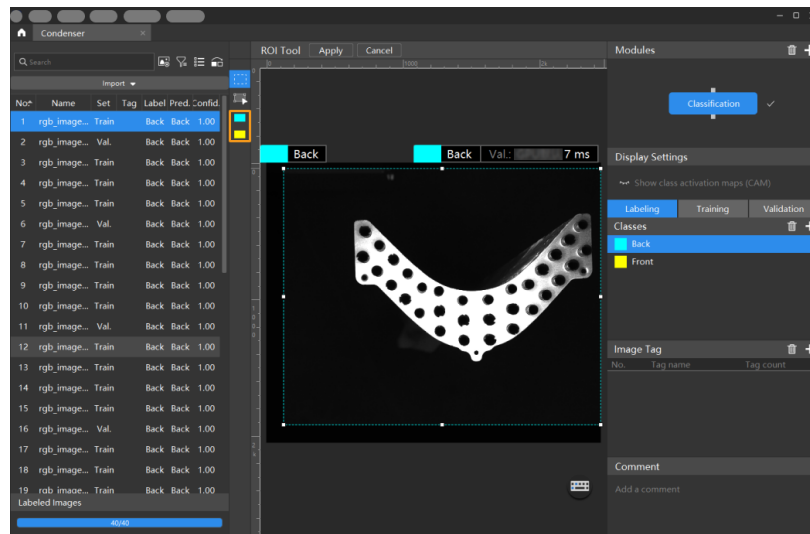 Condenser
Search
Import
No. Name Set Tag Label Pred. Confid.
1 rgb_image... Train Back Back 1.00
2 rgb_image... Val. Back Back 1.00
3 rgb_image... Train Back Back 1.00
4 rgb_image... Train Back Back 1.00
5 rgb_image... Train Back Back 1.00
6 rgb_image... Val. Back Back 1.00
7 rgb_image... Train Back Back 1.00
8 rgb_image... Train Back Back 1.00
9 rgb_image... Train Back Back 1.00
10 rgb_image... Train Back Back 1.00
11 rgb_image... Val. Back Back 1.00
12 rgb_image... Train Back Back 1.00
13 rgb_image... Train Back Back 1.00
14 rgb_image... Train Back Back 1.00
15 rgb_image... Train Back Back 1.00
16 rgb_image... Val. Back Back 1.00
17 rgb_image... Train Back Back 1.00
18 rgb_image... Train Back Back 1.00
19 rgb_image... Train Back Back 1.00
Labeled Images
40/40
ROI Tool Apply Cancel
Back
Back Val.: 7 ms
Modules
Classification
Display Settings
Show class activation maps (CAM)
Labeling Training Validation
Classes
Back
Front
Image Tag
No. Tag name Tag count
Comment
Add a comment